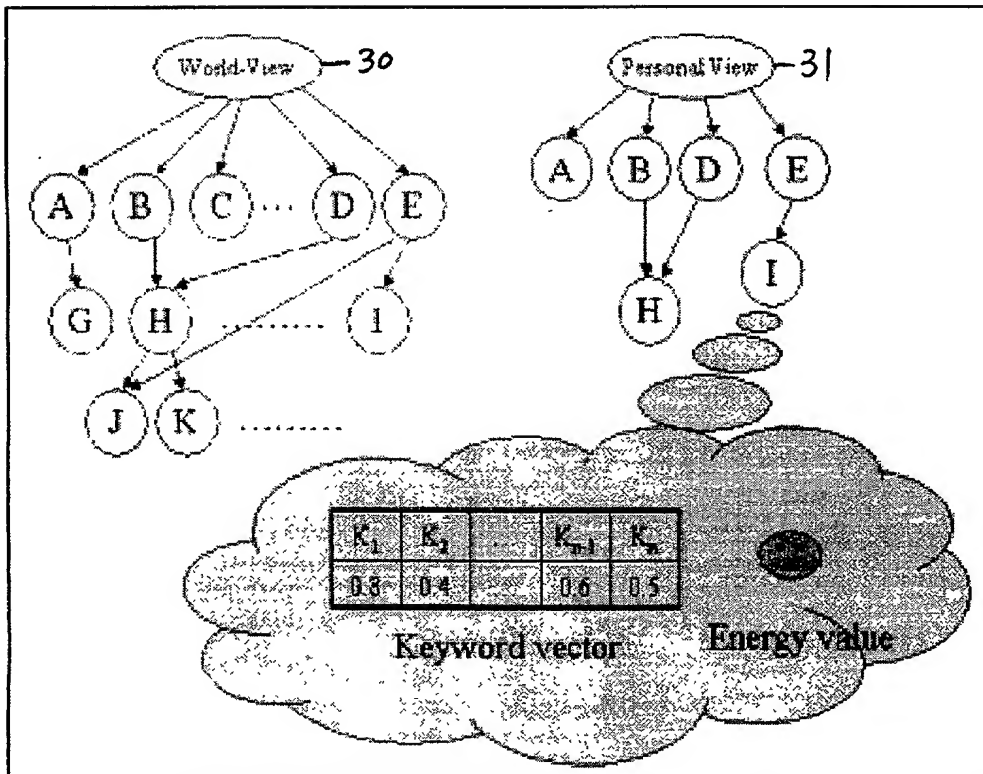 World-View 30
Personal View 31
A B C ... D E
A B D E
G H ......... I
H I
J K .........
K1 K2 ... Kn-1 Kn
0.8 0.4 0.6 0.5
Keyword vector Energy value